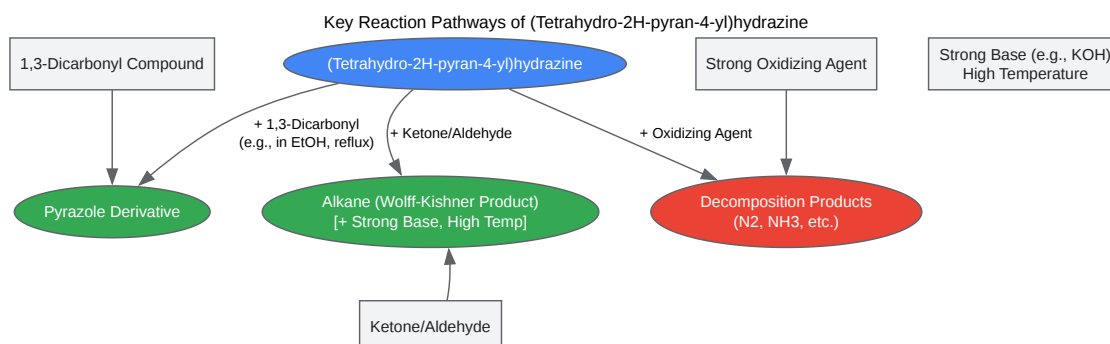 Key Reaction Pathways of (Tetrahydro-2H-pyran-4-yl)hydrazine
1,3-Dicarbonyl Compound
(Tetrahydro-2H-pyran-4-yl)hydrazine
Strong Oxidizing Agent
Strong Base (e.g., KOH)
High Temperature
+ 1,3-Dicarbonyl
(e.g., in EtOH, reflux)
+ Ketone/Aldehyde
+ Oxidizing Agent
Pyrazole Derivative
Alkane (Wolff-Kishner Product)
[+ Strong Base, High Temp]
Decomposition Products
(N2, NH3, etc.)
Ketone/Aldehyde